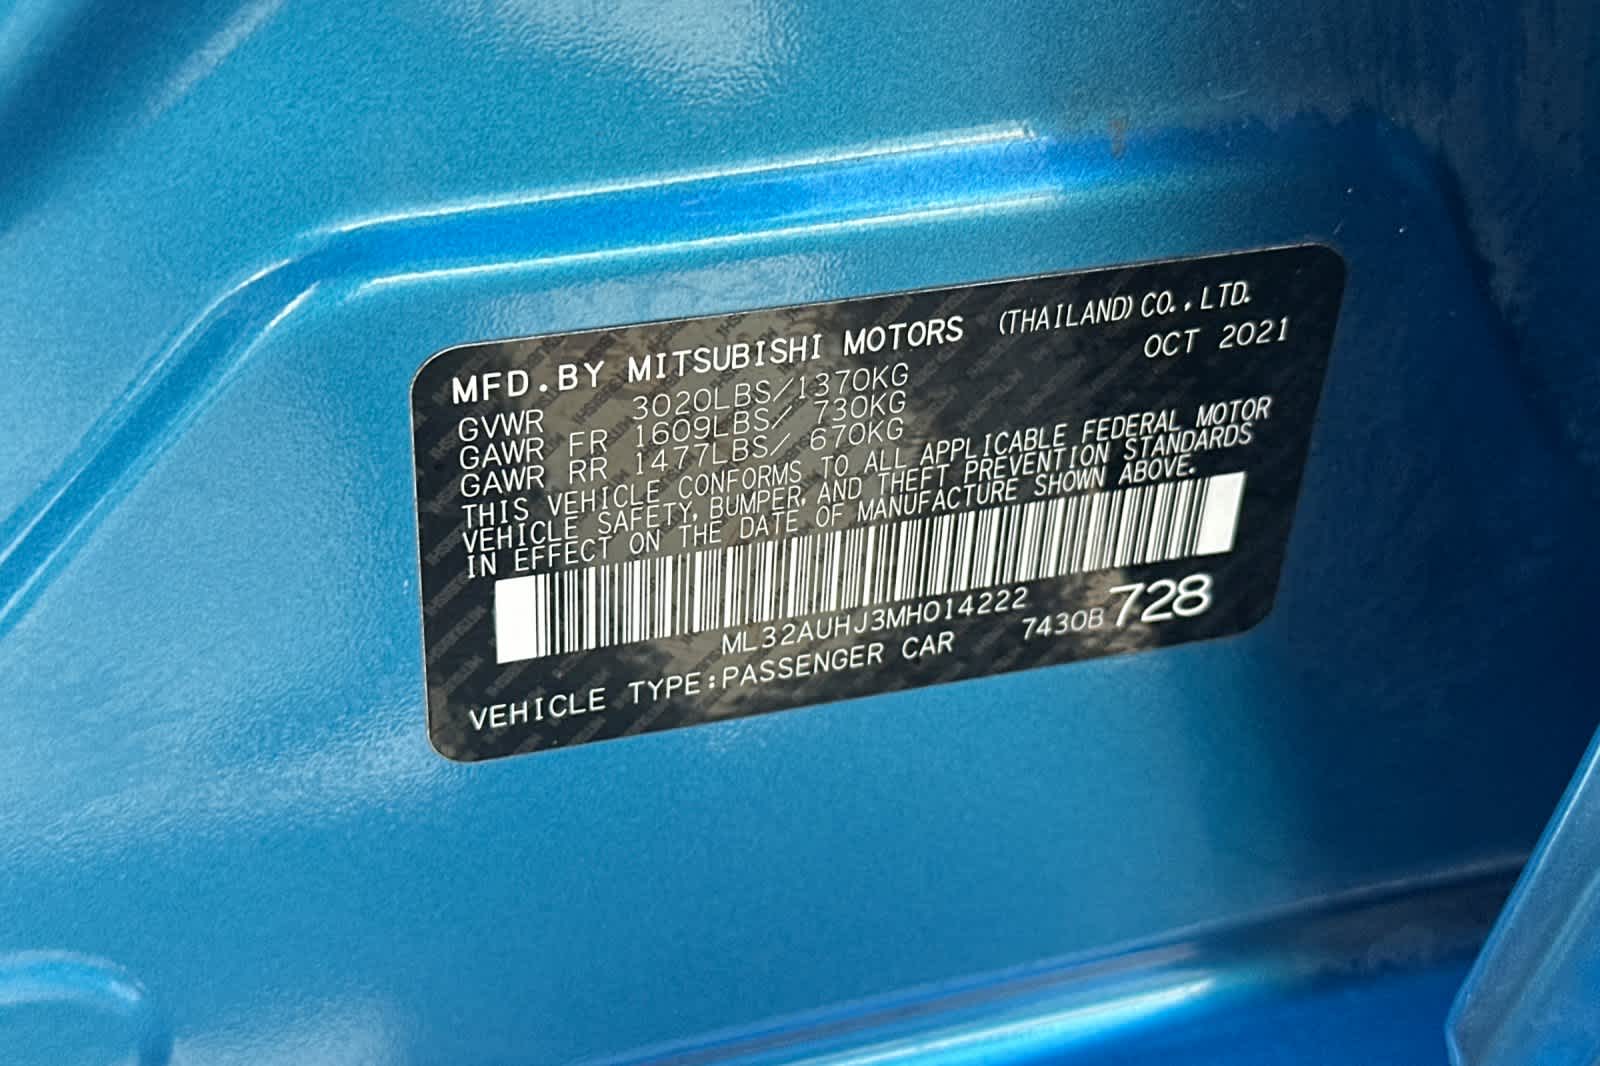 MFD.BY MITSUBISHI MOTORS (THAILAND) CO.,LTD.
OCT 2021
GVWR 3020LBS/1370KG
GAWR FR 1609LBS/ 730KG
GAWR RR 1477LBS/ 670KG
THIS VEHICLE CONFORMS TO ALL APPLICABLE FEDERAL MOTOR
VEHICLE SAFETY, BUMPER, AND THEFT PREVENTION STANDARDS
IN EFFECT ON THE DATE OF MANUFACTURE SHOWN ABOVE.
ML32AUHJ3MH014222 7430B 728
VEHICLE TYPE:PASSENGER CAR